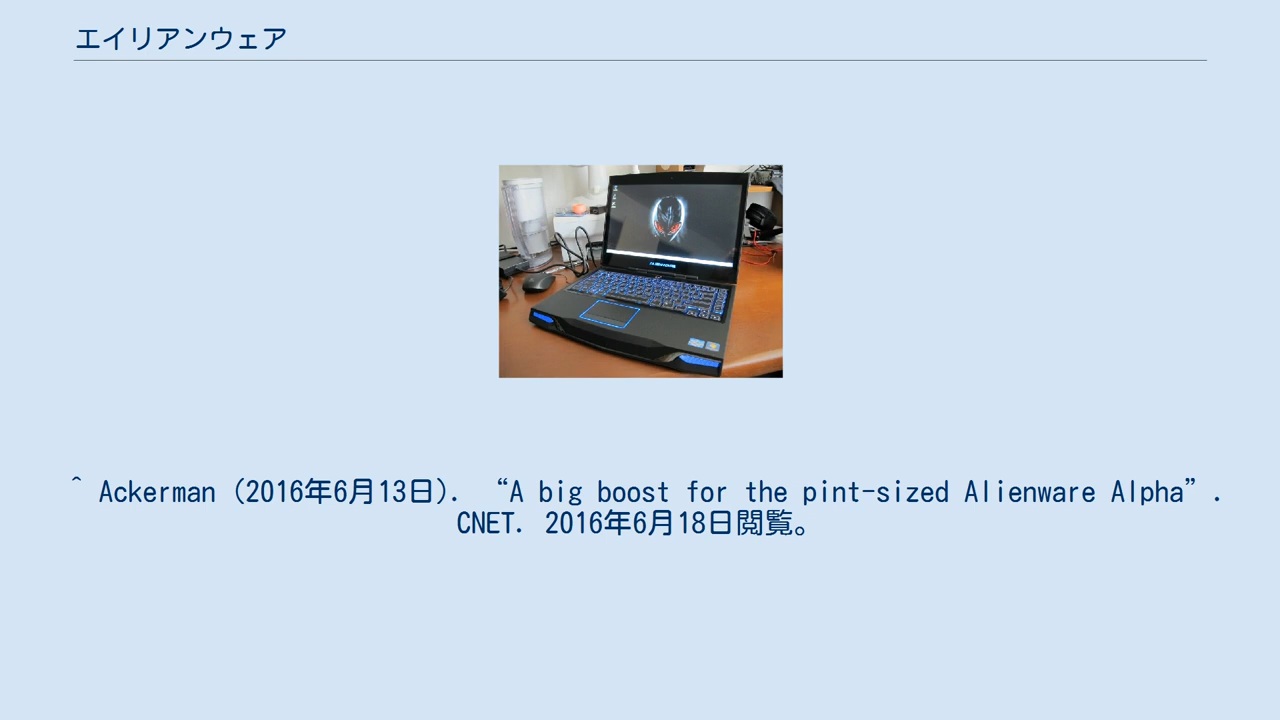 エイリアンウェア
^ Ackerman (2016年6月13日). “A big boost for the pint-sized Alienware Alpha”.
CNET. 2016年6月18日閲覧。